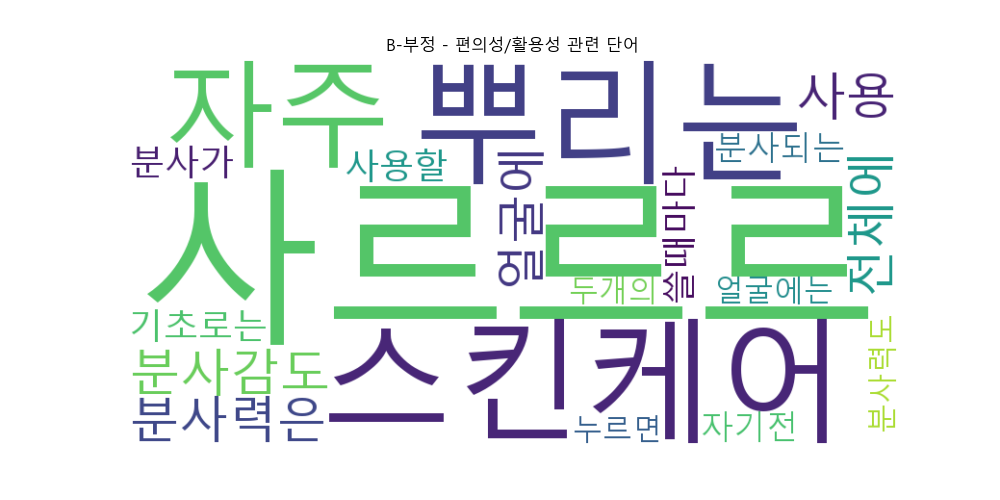 B-부정 - 편의성/활용성 관련 단어
자주
뿌리는
사용
분사가
사용할
얼굴에
분사되는
사르르르
쓸때마다
전체에
두개의
얼굴에는
기초로는
스킨케어
분사감도
분사력은
누르면
자기전
분사력도